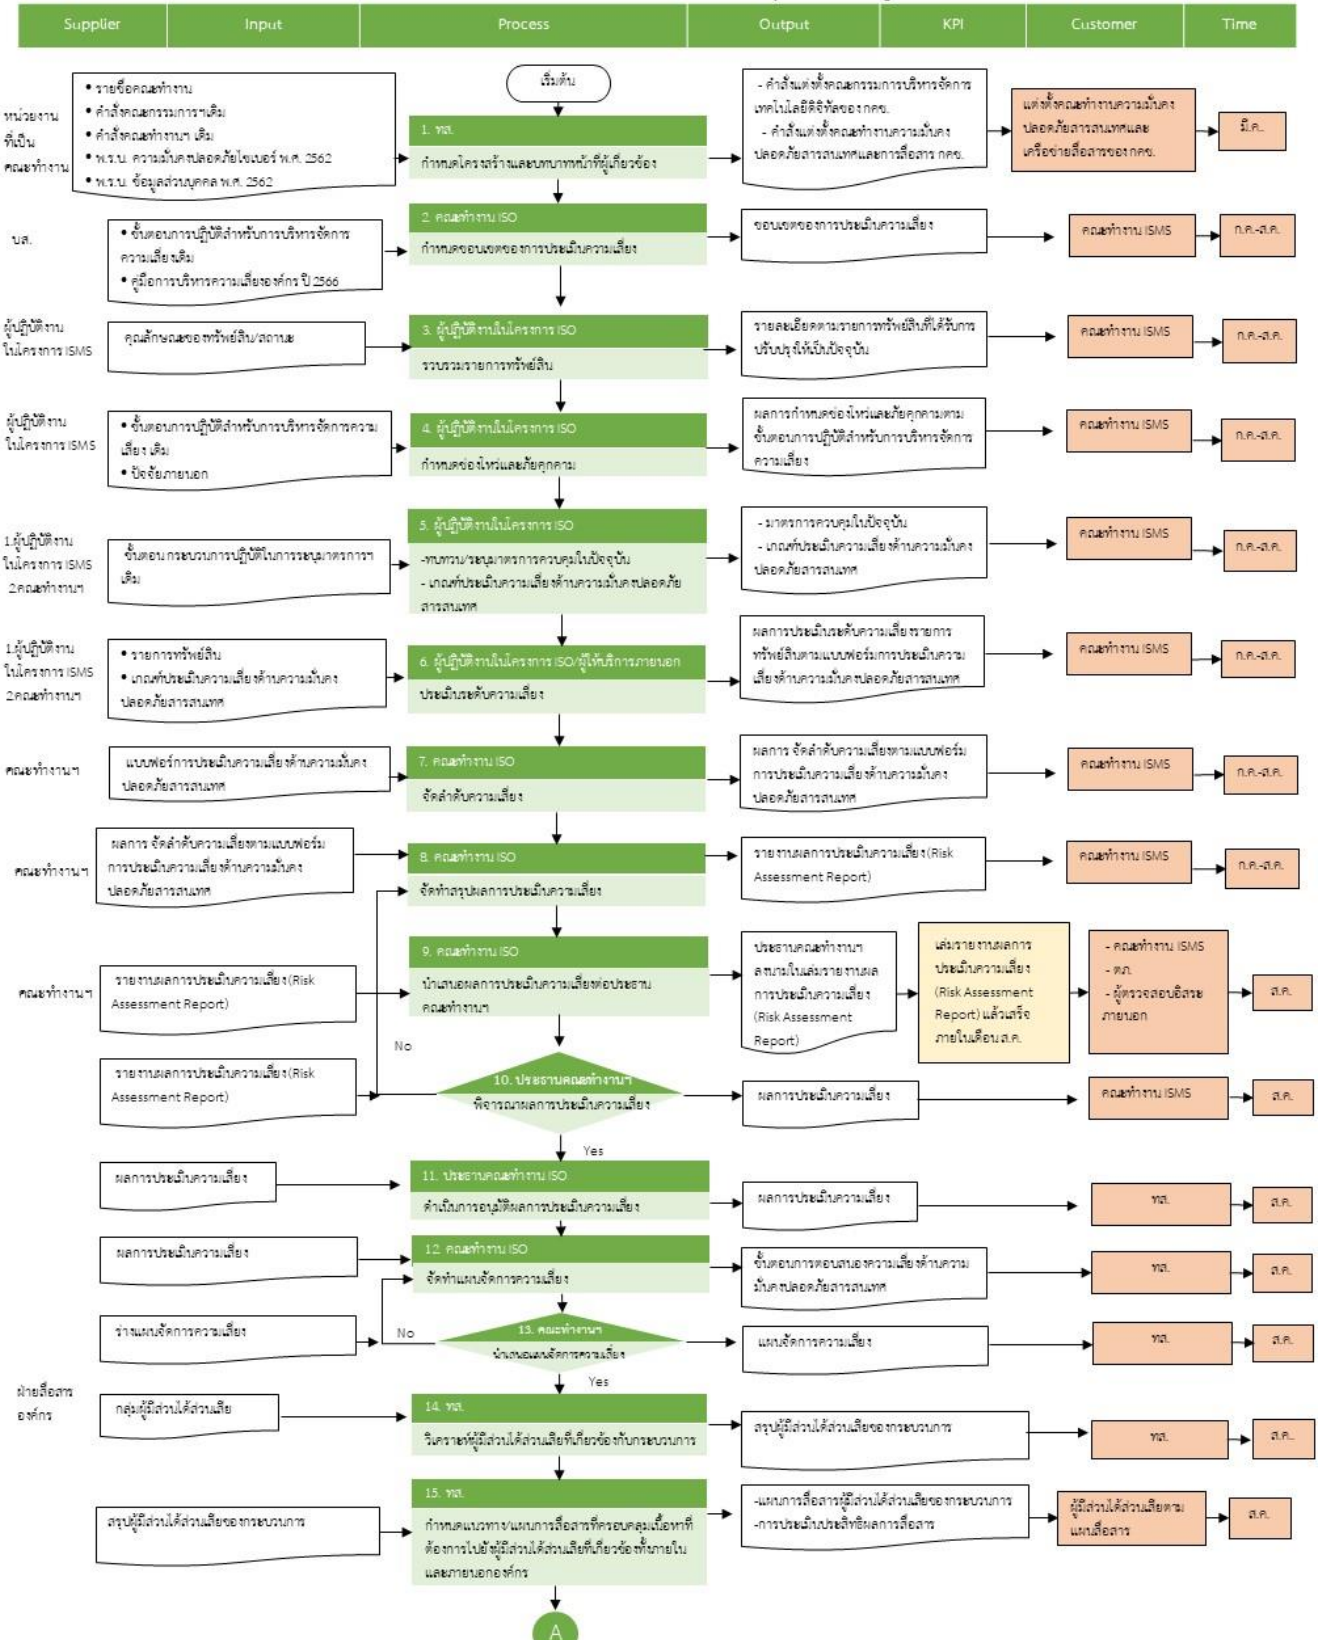 Supplier
Input
Process
Output
KPI
Customer
Time
เริ่มต้น
หน่วยงาน
ที่เป็น
คณะทำงาน
• รายชื่อคณะทำงาน
• คำสั่งคณะกรรมการฯเดิม
• คำสั่งคณะทำงานฯ เดิม
• พ.ร.บ. ความมั่นคงปลอดภัยไซเบอร์ พ.ศ. 2562
• พ.ร.บ. ข้อมูลส่วนบุคคล พ.ศ. 2562
1. ทส.
กำหนดโครงสร้างและบทบาทหน้าที่ผู้เกี่ยวข้อง
- คำสั่งแต่งตั้งคณะกรรมการบริหารจัดการ
เทคโนโลยีดิจิทัลของ กคช.
- คำสั่งแต่งตั้งคณะทำงานความมั่นคง
ปลอดภัยสารสนเทศและการสื่อสาร กคช.
แต่งตั้งคณะทำงานความมั่นคง
ปลอดภัยสารสนเทศและ
เครือข่ายสื่อสารของ กคช.
มี.ค.
บส.
• ขั้นตอนการปฏิบัติสำหรับการบริหารจัดการ
ความเสี่ยงเดิม
• คู่มือการบริหารความเสี่ยงองค์กร ปี 2566
2. คณะทำงาน ISO
กำหนดขอบเขตของการประเมินความเสี่ยง
ขอบเขตของการประเมินความเสี่ยง
คณะทำงาน ISMS
ก.ค.-ส.ค.
ผู้ปฏิบัติงาน
ในโครงการ ISMS
คุณลักษณะของทรัพย์สิน/สถานะ
3. ผู้ปฏิบัติงานในโครงการ ISO
รวบรวมรายการทรัพย์สิน
รายละเอียดตามรายการทรัพย์สินที่ได้รับการ
ปรับปรุงให้เป็นปัจจุบัน
คณะทำงาน ISMS
ก.ค.-ส.ค.
ผู้ปฏิบัติงาน
ในโครงการ ISMS
• ขั้นตอนการปฏิบัติสำหรับการบริหารจัดการความ
เสี่ยง เดิม
• ปัจจัยภายนอก
4. ผู้ปฏิบัติงานในโครงการ ISO
กำหนดช่องโหว่และภัยคุกคาม
ผลการกำหนดช่องโหว่และภัยคุกคามตาม
ขั้นตอนการปฏิบัติสำหรับการบริหารจัดการ
ความเสี่ยง
คณะทำงาน ISMS
ก.ค.-ส.ค.
1.ผู้ปฏิบัติงาน
ในโครงการ ISMS
2.คณะทำงานฯ
ขั้นตอน กระบวนการปฏิบัติในการระบุมาตรการฯ
เดิม
5. ผู้ปฏิบัติงานในโครงการ ISO
-ทบทวน/ระบุมาตรการควบคุมในปัจจุบัน
- เกณฑ์ประเมินความเสี่ยงด้านความมั่นคงปลอดภัย
สารสนเทศ
- มาตรการควบคุมในปัจจุบัน
- เกณฑ์ประเมินความเสี่ยงด้านความมั่นคง
ปลอดภัยสารสนเทศ
คณะทำงาน ISMS
ก.ค.-ส.ค.
1.ผู้ปฏิบัติงาน
ในโครงการ ISMS
2.คณะทำงานฯ
• รายการทรัพย์สิน
• เกณฑ์ประเมินความเสี่ยงด้านความมั่นคง
ปลอดภัยสารสนเทศ
6. ผู้ปฏิบัติงานในโครงการ ISO/ผู้ให้บริการภายนอก
ประเมินระดับความเสี่ยง
ผลการประเมินระดับความเสี่ยงรายการ
ทรัพย์สินตามแบบฟอร์มการประเมินความ
เสี่ยงด้านความมั่นคงปลอดภัยสารสนเทศ
คณะทำงาน ISMS
ก.ค.-ส.ค.
คณะทำงานฯ
แบบฟอร์การประเมินความเสี่ยงด้านความมั่นคง
ปลอดภัยสารสนเทศ
7. คณะทำงาน ISO
จัดลำดับความเสี่ยง
ผลการ จัดลำดับความเสี่ยงตามแบบฟอร์ม
การประเมินความเสี่ยงด้านความมั่นคง
ปลอดภัยสารสนเทศ
คณะทำงาน ISMS
ก.ค.-ส.ค.
คณะทำงานฯ
ผลการ จัดลำดับความเสี่ยงตามแบบฟอร์ม
การประเมินความเสี่ยงด้านความมั่นคง
ปลอดภัยสารสนเทศ
8. คณะทำงาน ISO
จัดทำสรุปผลการประเมินความเสี่ยง
รายงานผลการประเมินความเสี่ยง(Risk
Assessment Report)
คณะทำงาน ISMS
ก.ค.-ส.ค.
คณะทำงานฯ
รายงานผลการประเมินความเสี่ยง(Risk
Assessment Report)
9. คณะทำงาน ISO
นำเสนอผลการประเมินความเสี่ยงต่อประธาน
คณะทำงานฯ
ประธานคณะทำงานฯ
ลงนามในเล่มรายงานผล
การประเมินความเสี่ยง
(Risk Assessment
Report)
เล่มรายงานผลการ
ประเมินความเสี่ยง
(Risk Assessment
Report) แล้วเสร็จ
ภายในเดือน ส.ค.
- คณะทำงาน ISMS
- ตภ.
- ผู้ตรวจสอบอิสระ
ภายนอก
ส.ค.
No
รายงานผลการประเมินความเสี่ยง(Risk
Assessment Report)
10. ประธานคณะทำงานฯ
พิจารณาผลการประเมินความเสี่ยง
ผลการประเมินความเสี่ยง
คณะทำงาน ISMS
ส.ค.
Yes
ผลการประเมินความเสี่ยง
11. ประธานคณะทำงาน ISO
ดำเนินการอนุมัติผลการประเมินความเสี่ยง
ผลการประเมินความเสี่ยง
ทส.
ส.ค.
ผลการประเมินความเสี่ยง
12. คณะทำงาน ISO
จัดทำแผนจัดการความเสี่ยง
ขั้นตอนการตอบสนองความเสี่ยงด้านความ
มั่นคงปลอดภัยสารสนเทศ
ทส.
ส.ค.
ร่างแผนจัดการความเสี่ยง
No
13. คณะทำงานฯ
นำเสนอแผนจัดการความเสี่ยง
แผนจัดการความเสี่ยง
ทส.
ส.ค.
Yes
ฝ่ายสื่อสาร
องค์กร
กลุ่มผู้มีส่วนได้ส่วนเสีย
14. ทส.
วิเคราะห์ผู้มีส่วนได้ส่วนเสียที่เกี่ยวข้องกับกระบวนการ
สรุปผู้มีส่วนได้ส่วนเสียของกระบวนการ
ทส.
ส.ค.
สรุปผู้มีส่วนได้ส่วนเสียของกระบวนการ
15. ทส.
กำหนดแนวทาง/แผนการสื่อสารที่ครอบคลุมเนื้อหาที่
ต้องการไปยังผู้มีส่วนได้ส่วนเสียที่เกี่ยวข้องทั้งภายใน
และภายนอกองค์กร
-แผนการสื่อสารผู้มีส่วนได้ส่วนเสียของกระบวนการ
-การประเมินประสิทธิผลการสื่อสาร
ผู้มีส่วนได้ส่วนเสียตาม
แผนสื่อสาร
ส.ค.
A